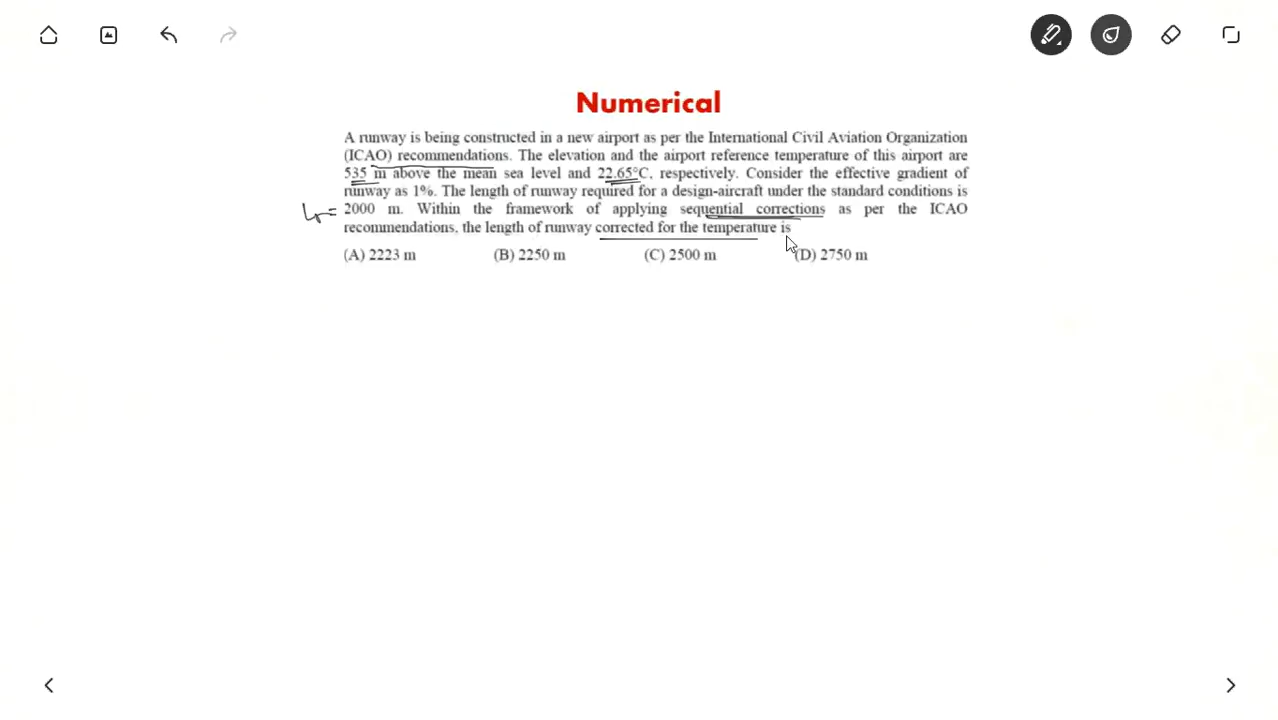 Numerical
A runway is being constructed in a new airport as per the International Civil Aviation Organization
(ICAO) recommendations. The elevation and the airport reference temperature of this airport are
535 m above the mean sea level and 22.65°C, respectively. Consider the effective gradient of
runway as 1%. The length of runway required for a design-aircraft under the standard conditions is
2000 m. Within the framework of applying sequential corrections as per the ICAO
recommendations, the length of runway corrected for the temperature is
(A) 2223 m (B) 2250 m (C) 2500 m (D) 2750 m